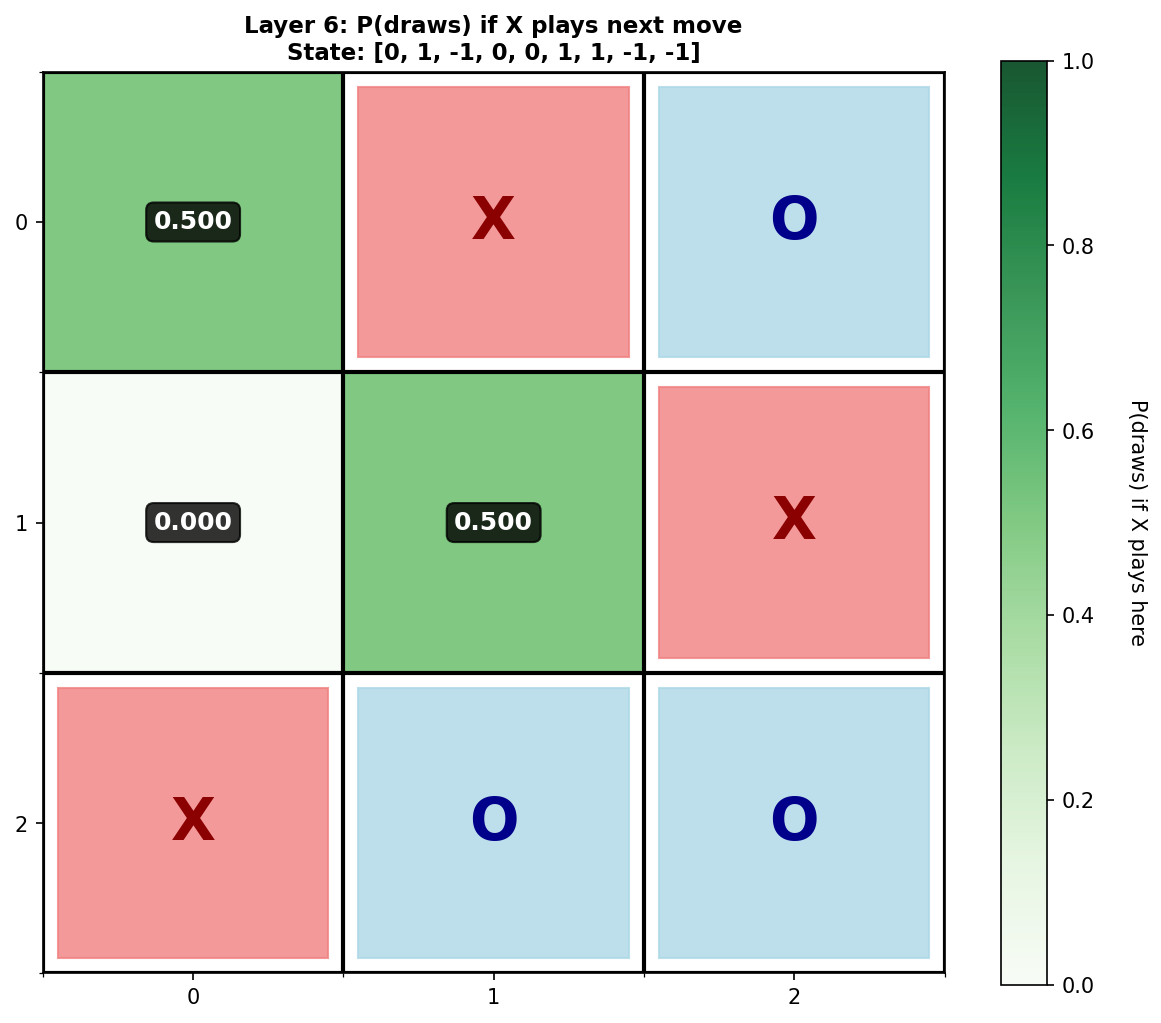 Layer 6: P(draws) if X plays next move
State: [0, 1, -1, 0, 0, 1, 1, -1, -1]
0
0.500
X
O
1
0.000
0.500
X
2
X
O
O
0
1
2
1.0
0.8
0.6
0.4
0.2
0.0
P(draws) if X plays here